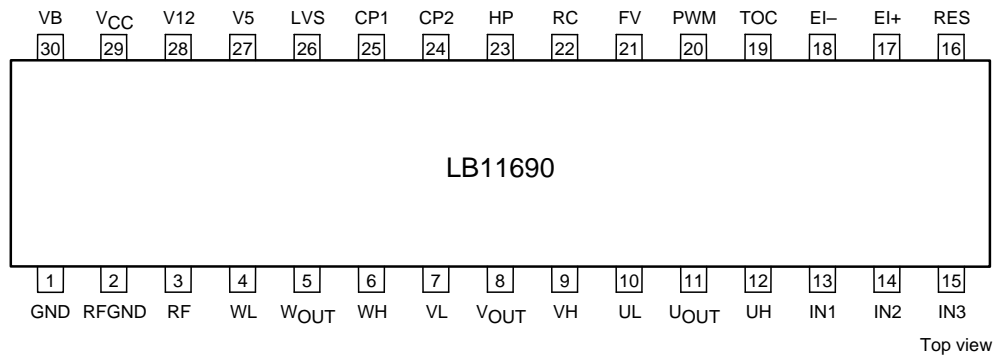 VB VCC V12 V5 LVS CP1 CP2 HP RC FV PWM TOC EI– EI+ RES
30 29 28 27 26 25 24 23 22 21 20 19 18 17 16
LB11690
1 2 3 4 5 6 7 8 9 10 11 12 13 14 15
GND RFGND RF WL WOUT WH VL VOUT VH UL UOUT UH IN1 IN2 IN3
Top view